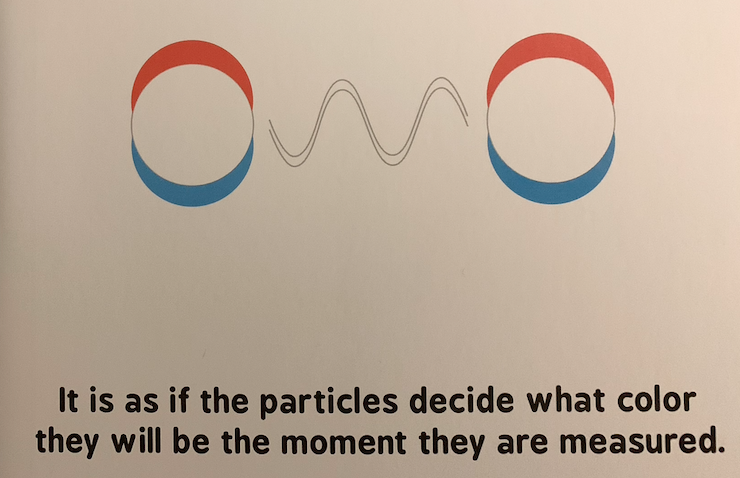 It is as if the particles decide what color
they will be the moment they are measured.